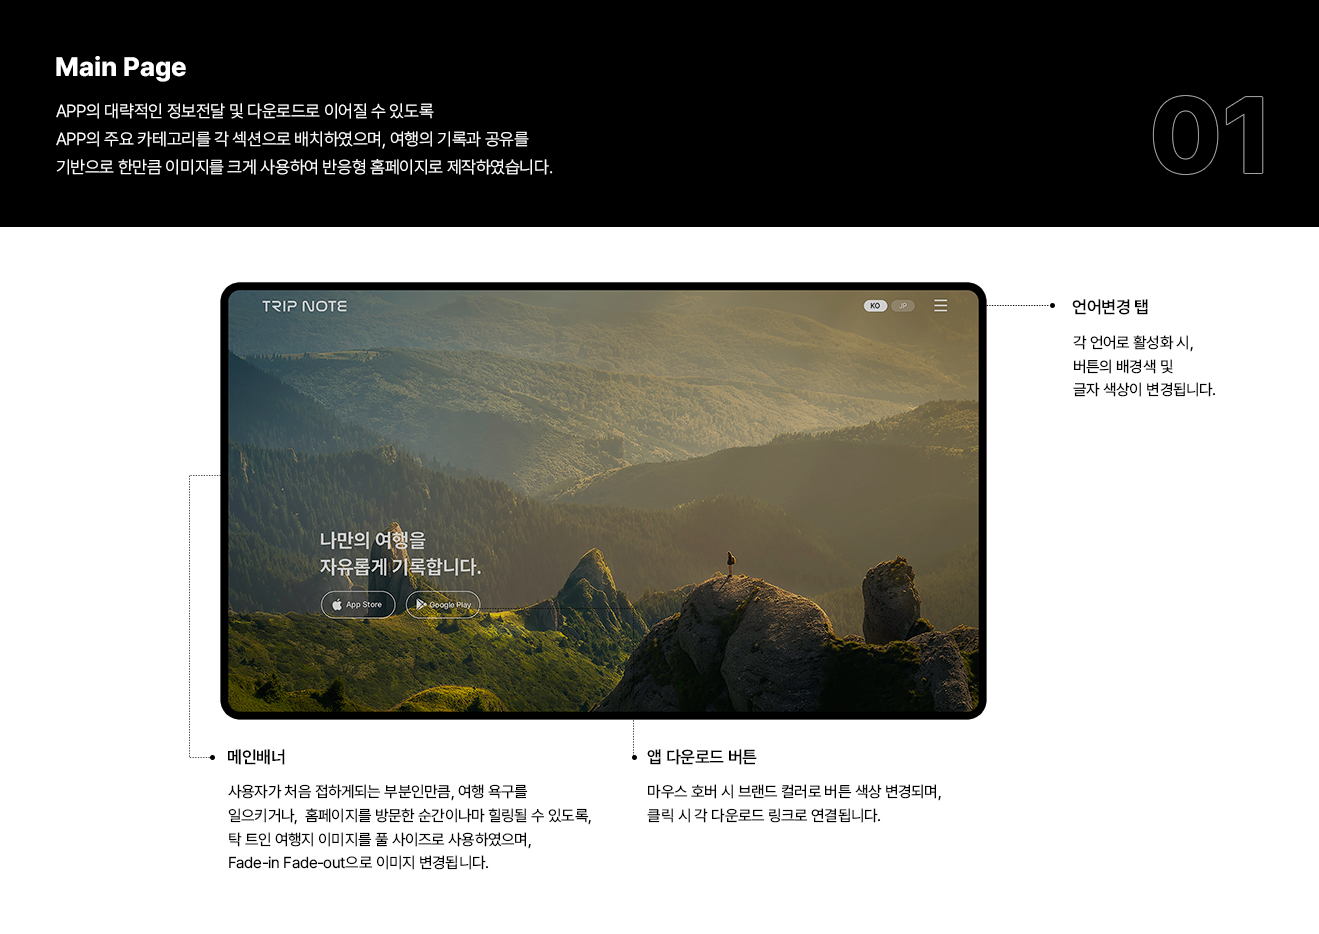 Main Page
APP의 대략적인 정보전달 및 다운로드로 이어질 수 있도록
APP의 주요 카테고리를 각 섹션으로 배치하였으며, 여행의 기록과 공유를
기반으로 한만큼 이미지를 크게 사용하여 반응형 홈페이지로 제작하였습니다.
01
TRIP NOTE
KO JP
언어변경 탭
각 언어로 활성화 시,
버튼의 배경색 및
글자 색상이 변경됩니다.
나만의 여행을
자유롭게 기록합니다.
App Store
Google Play
메인배너
사용자가 처음 접하게되는 부분인만큼, 여행 욕구를
일으키거나, 홈페이지를 방문한 순간이나마 힐링될 수 있도록,
탁 트인 여행지 이미지를 풀 사이즈로 사용하였으며,
Fade-in Fade-out으로 이미지 변경됩니다.
앱 다운로드 버튼
마우스 호버 시 브랜드 컬러로 버튼 색상 변경되며,
클릭 시 각 다운로드 링크로 연결됩니다.